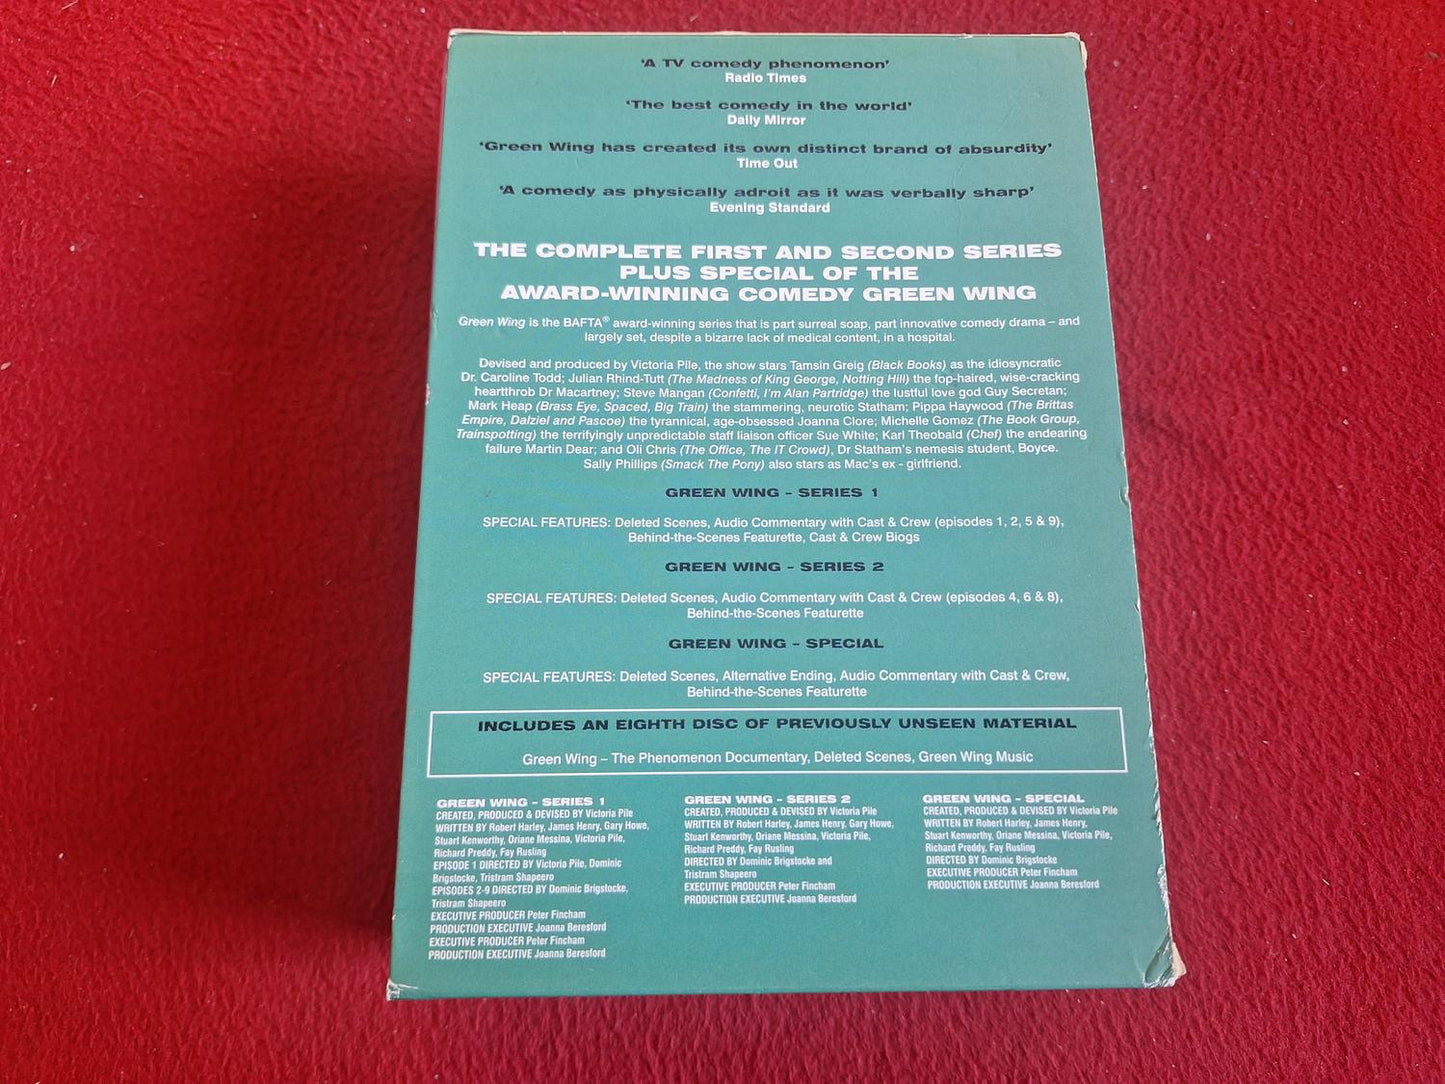 'A TV comedy phenomenon'
Radio Times
'The best comedy in the world'
Daily Mirror
'Green Wing has created its own distinct brand of absurdity'
Time Out
'A comedy as physically adroit as it was verbally sharp'
Evening Standard
THE COMPLETE FIRST AND SECOND SERIES
PLUS SPECIAL OF THE
AWARD-WINNING COMEDY GREEN WING
Green Wing is the BAFTA® award-winning series that is part surreal soap, part innovative comedy drama – and
largely set, despite a bizarre lack of medical content, in a hospital.
Devised and produced by Victoria Pile, the show stars Tamsin Greig (Black Books) as the idiosyncratic
Dr. Caroline Todd; Julian Rhind-Tutt (The Madness of King George, Notting Hill) the fop-haired, wise-cracking
heartthrob Dr Macartney; Steve Mangan (Confetti, I'm Alan Partridge) the lustful love god Guy Secretan;
Mark Heap (Brass Eye, Spaced, Big Train) the stammering, neurotic Statham; Pippa Haywood (The Brittas
Empire, Dalziel and Pascoe) the tyrannical, age-obsessed Joanna Clore; Michelle Gomez (The Book Group,
Trainspotting) the terrifyingly unpredictable staff liaison officer Sue White; Karl Theobald (Chef) the endearing
failure Martin Dear; and Oli Chris (The Office, The IT Crowd), Dr Statham's nemesis student, Boyce.
Sally Phillips (Smack The Pony) also stars as Mac's ex - girlfriend.
GREEN WING - SERIES 1
SPECIAL FEATURES: Deleted Scenes, Audio Commentary with Cast & Crew (episodes 1, 2, 5 & 9),
Behind-the-Scenes Featurette, Cast & Crew Biogs
GREEN WING - SERIES 2
SPECIAL FEATURES: Deleted Scenes, Audio Commentary with Cast & Crew (episodes 4, 6 & 8),
Behind-the-Scenes Featurette
GREEN WING - SPECIAL
SPECIAL FEATURES: Deleted Scenes, Alternative Ending, Audio Commentary with Cast & Crew,
Behind-the-Scenes Featurette
INCLUDES AN EIGHTH DISC OF PREVIOUSLY UNSEEN MATERIAL
Green Wing – The Phenomenon Documentary, Deleted Scenes, Green Wing Music
GREEN WING - SERIES 1
CREATED, PRODUCED & DEVISED BY Victoria Pile
WRITTEN BY Robert Harley, James Henry, Gary Howe,
Stuart Kenworthy, Oriane Messina, Victoria Pile,
Richard Preddy, Fay Rusling
EPISODE 1 DIRECTED BY Victoria Pile, Dominic
Brigstocke, Tristram Shapeero
EPISODES 2-9 DIRECTED BY Dominic Brigstocke,
Tristram Shapeero
EXECUTIVE PRODUCER Peter Fincham
PRODUCTION EXECUTIVE Joanna Beresford
EXECUTIVE PRODUCER Peter Fincham
PRODUCTION EXECUTIVE Joanna Beresford
GREEN WING - SERIES 2
CREATED, PRODUCED & DEVISED BY Victoria Pile
WRITTEN BY Robert Harley, James Henry, Gary Howe,
Stuart Kenworthy, Oriane Messina, Victoria Pile,
Richard Preddy, Fay Rusling
DIRECTED BY Dominic Brigstocke and
Tristram Shapeero
EXECUTIVE PRODUCER Peter Fincham
PRODUCTION EXECUTIVE Joanna Beresford
GREEN WING - SPECIAL
CREATED, PRODUCED & DEVISED BY Victoria Pile
WRITTEN BY Robert Harley, James Henry,
Stuart Kenworthy, Oriane Messina, Victoria Pile,
Richard Preddy, Fay Rusling
DIRECTED BY Dominic Brigstocke
EXECUTIVE PRODUCER Peter Fincham
PRODUCTION EXECUTIVE Joanna Beresford